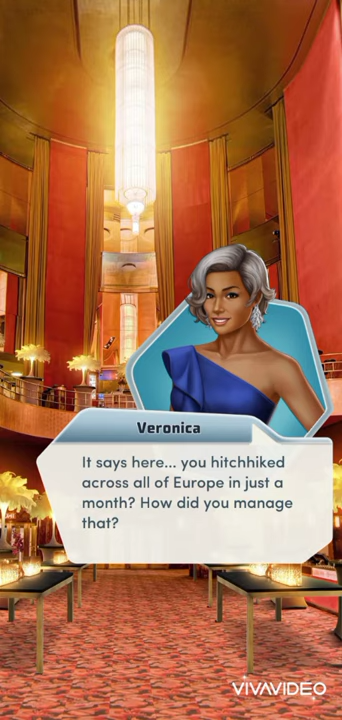 Veronica
It says here... you hitchhiked
across all of Europe in just a
month? How did you manage
that?
VIVAVIDEO